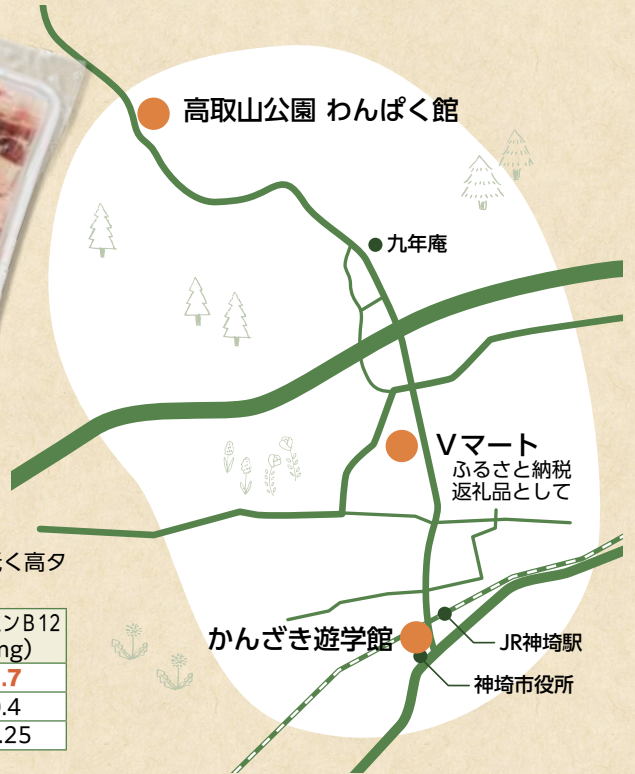 高取山公園 わんぱく館
九年庵
Vマート
ふるさと納税
返礼品として
く高タ
ンB12
ng)
.7
.4
.25
かんざき遊学館
JR神埼駅
神埼市役所